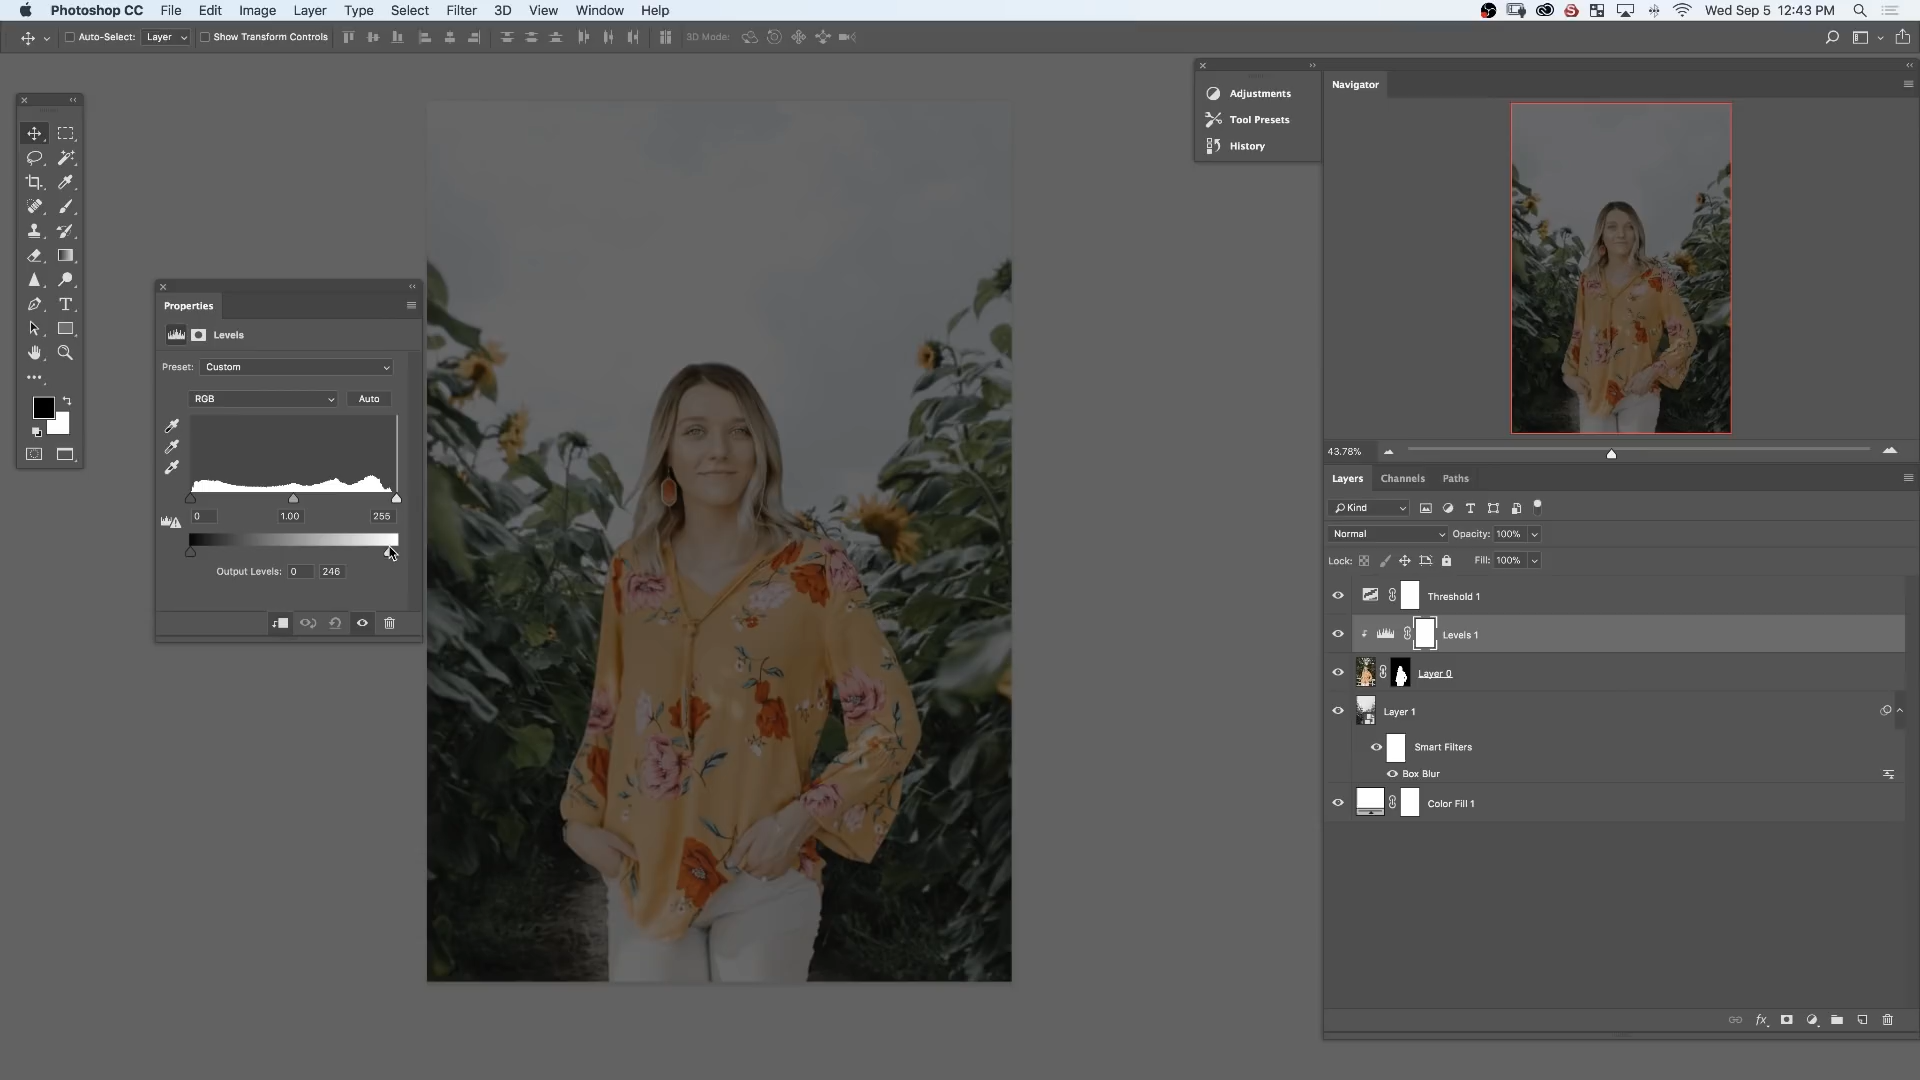 Photoshop CC File Edit Image Layer Type Select Filter 3D View Window Help Wed Sep 5 12:43 PM
Auto-Select: Layer Show Transform Controls 3D Mode:
Adjustments
Tool Presets
History
Navigator
43.78%
Properties
Levels
Preset: Custom
RGB Auto
0 1.00 255
Output Levels: 0 246
Layers Channels Paths
Kind
Normal Opacity: 100%
Lock: Fill: 100%
Threshold 1
Levels 1
Layer 0
Layer 1
Smart Filters
Box Blur
Color Fill 1
fx